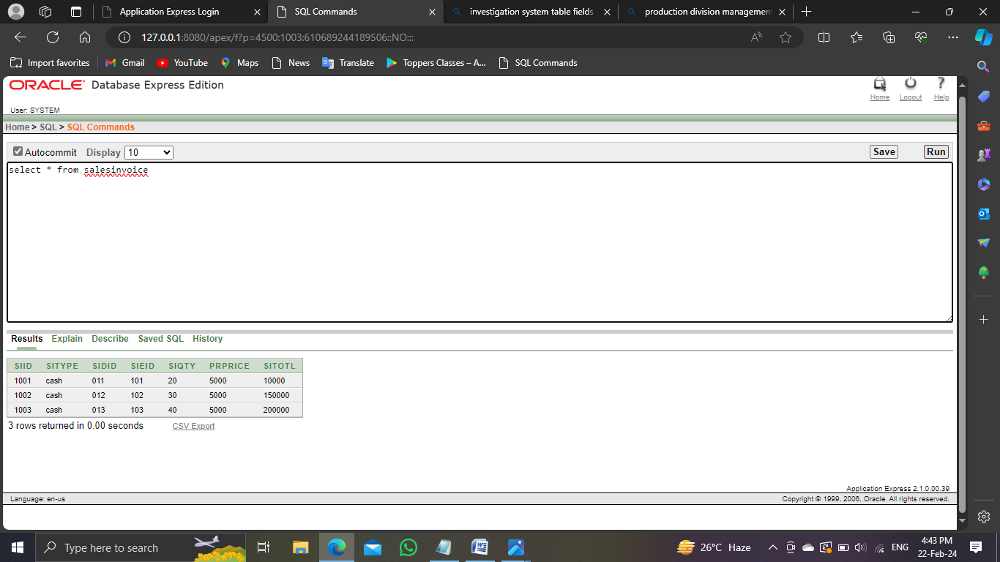 Application Express Login
SQL Commands
investigation system table fields
production division management
127.0.0.1:8080/apex/f?p=4500:1003:610689244189506::NO:::
Import favorites
Gmail
YouTube
Maps
News
Translate
Toppers Classes – A...
SQL Commands
ORACLE Database Express Edition
Home
Logout
Help
User: SYSTEM
Home > SQL > SQL Commands
Autocommit Display 10
Save
Run
select * from salesinvoice
Results Explain Describe Saved SQL History
SIID SITYPE SIDID SIEID SIQTY PRPRICE SITOTL
1001 cash 011 101 20 5000 10000
1002 cash 012 102 30 5000 150000
1003 cash 013 103 40 5000 200000
3 rows returned in 0.00 seconds CSV Export
Application Express 2.1.0.00.39
Language: en-us
Copyright © 1999, 2006, Oracle. All rights reserved.
Type here to search
26°C Haze
ENG
4:43 PM
22-Feb-24